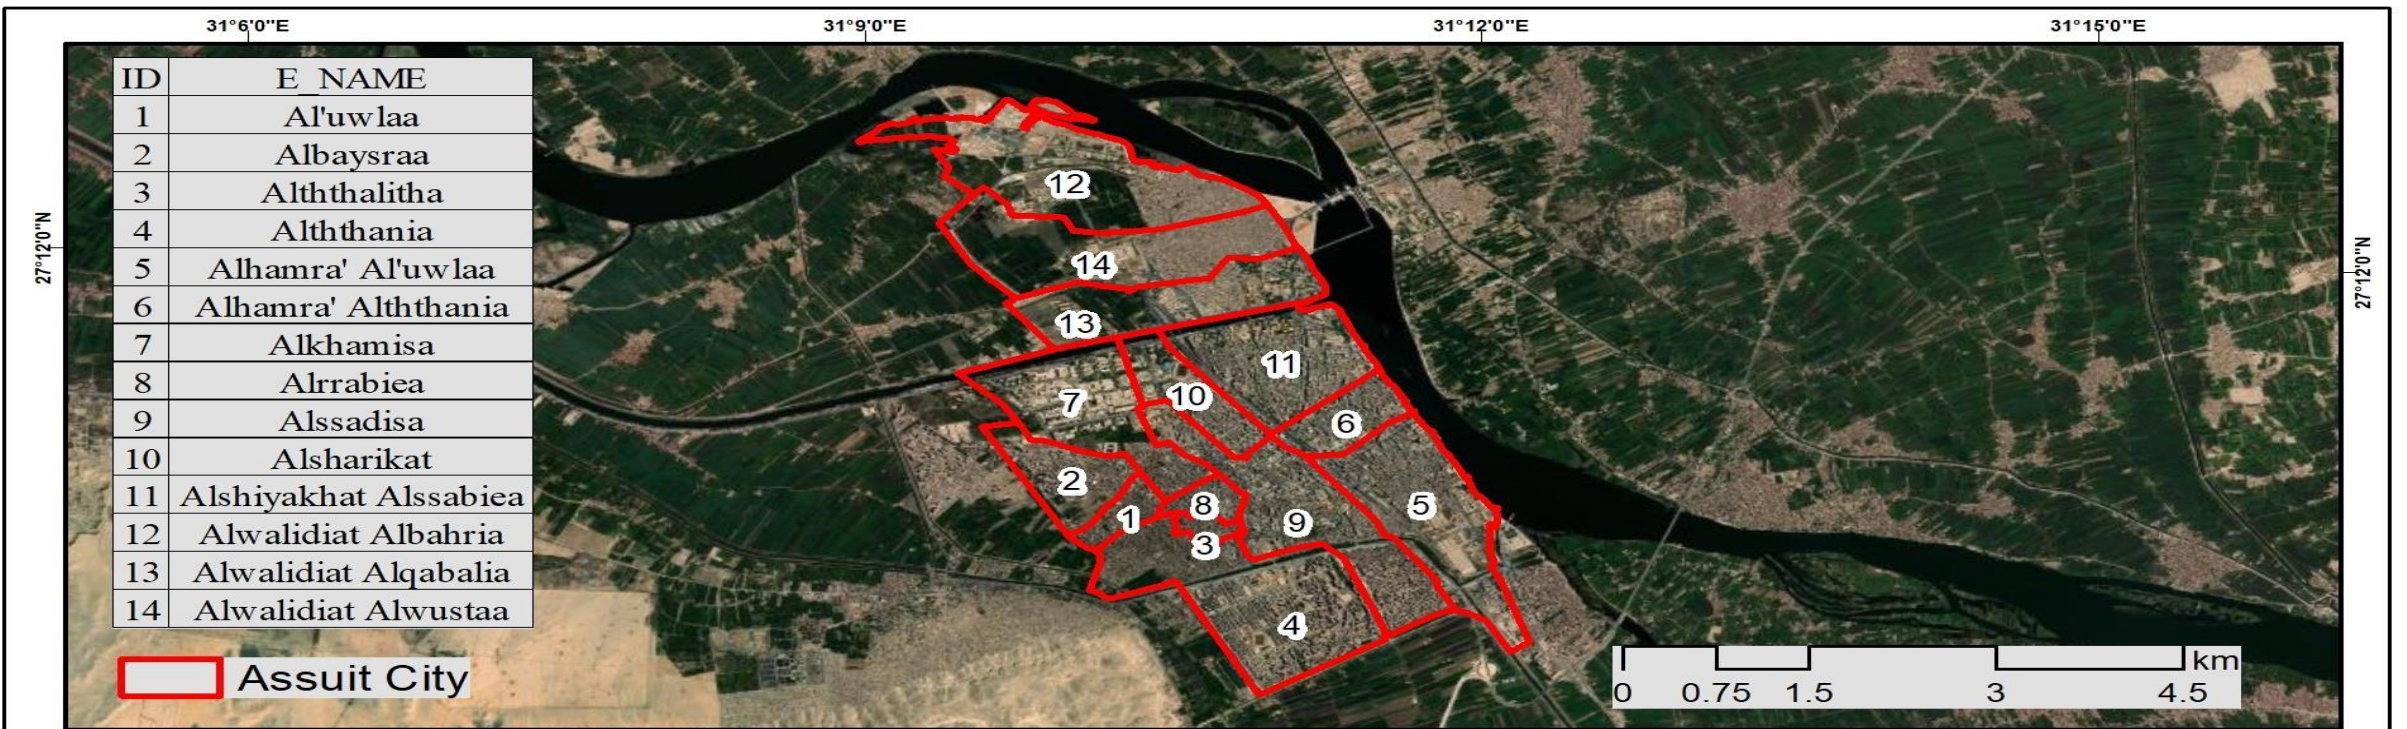 31°6'0"E 31°9'0"E 31°12'0"E 31°15'0"E
27°12'0"N
27°12'0"N
ID E_NAME
1 Al'uwlaa
2 Albaysraa
3 Alththalitha
4 Alththania
5 Alhamra' Al'uwlaa
6 Alhamra' Alththania
7 Alkhamisa
8 Alrrabiea
9 Alssadisa
10 Alsharikat
11 Alshiyakhat Alssabiea
12 Alwalidiat Albahria
13 Alwalidiat Alqabalia
14 Alwalidiat Alwustaa
Assuit City
12
14
13
11
10
7
6
2
8
5
1
9
3
4
km
0 0.75 1.5 3 4.5